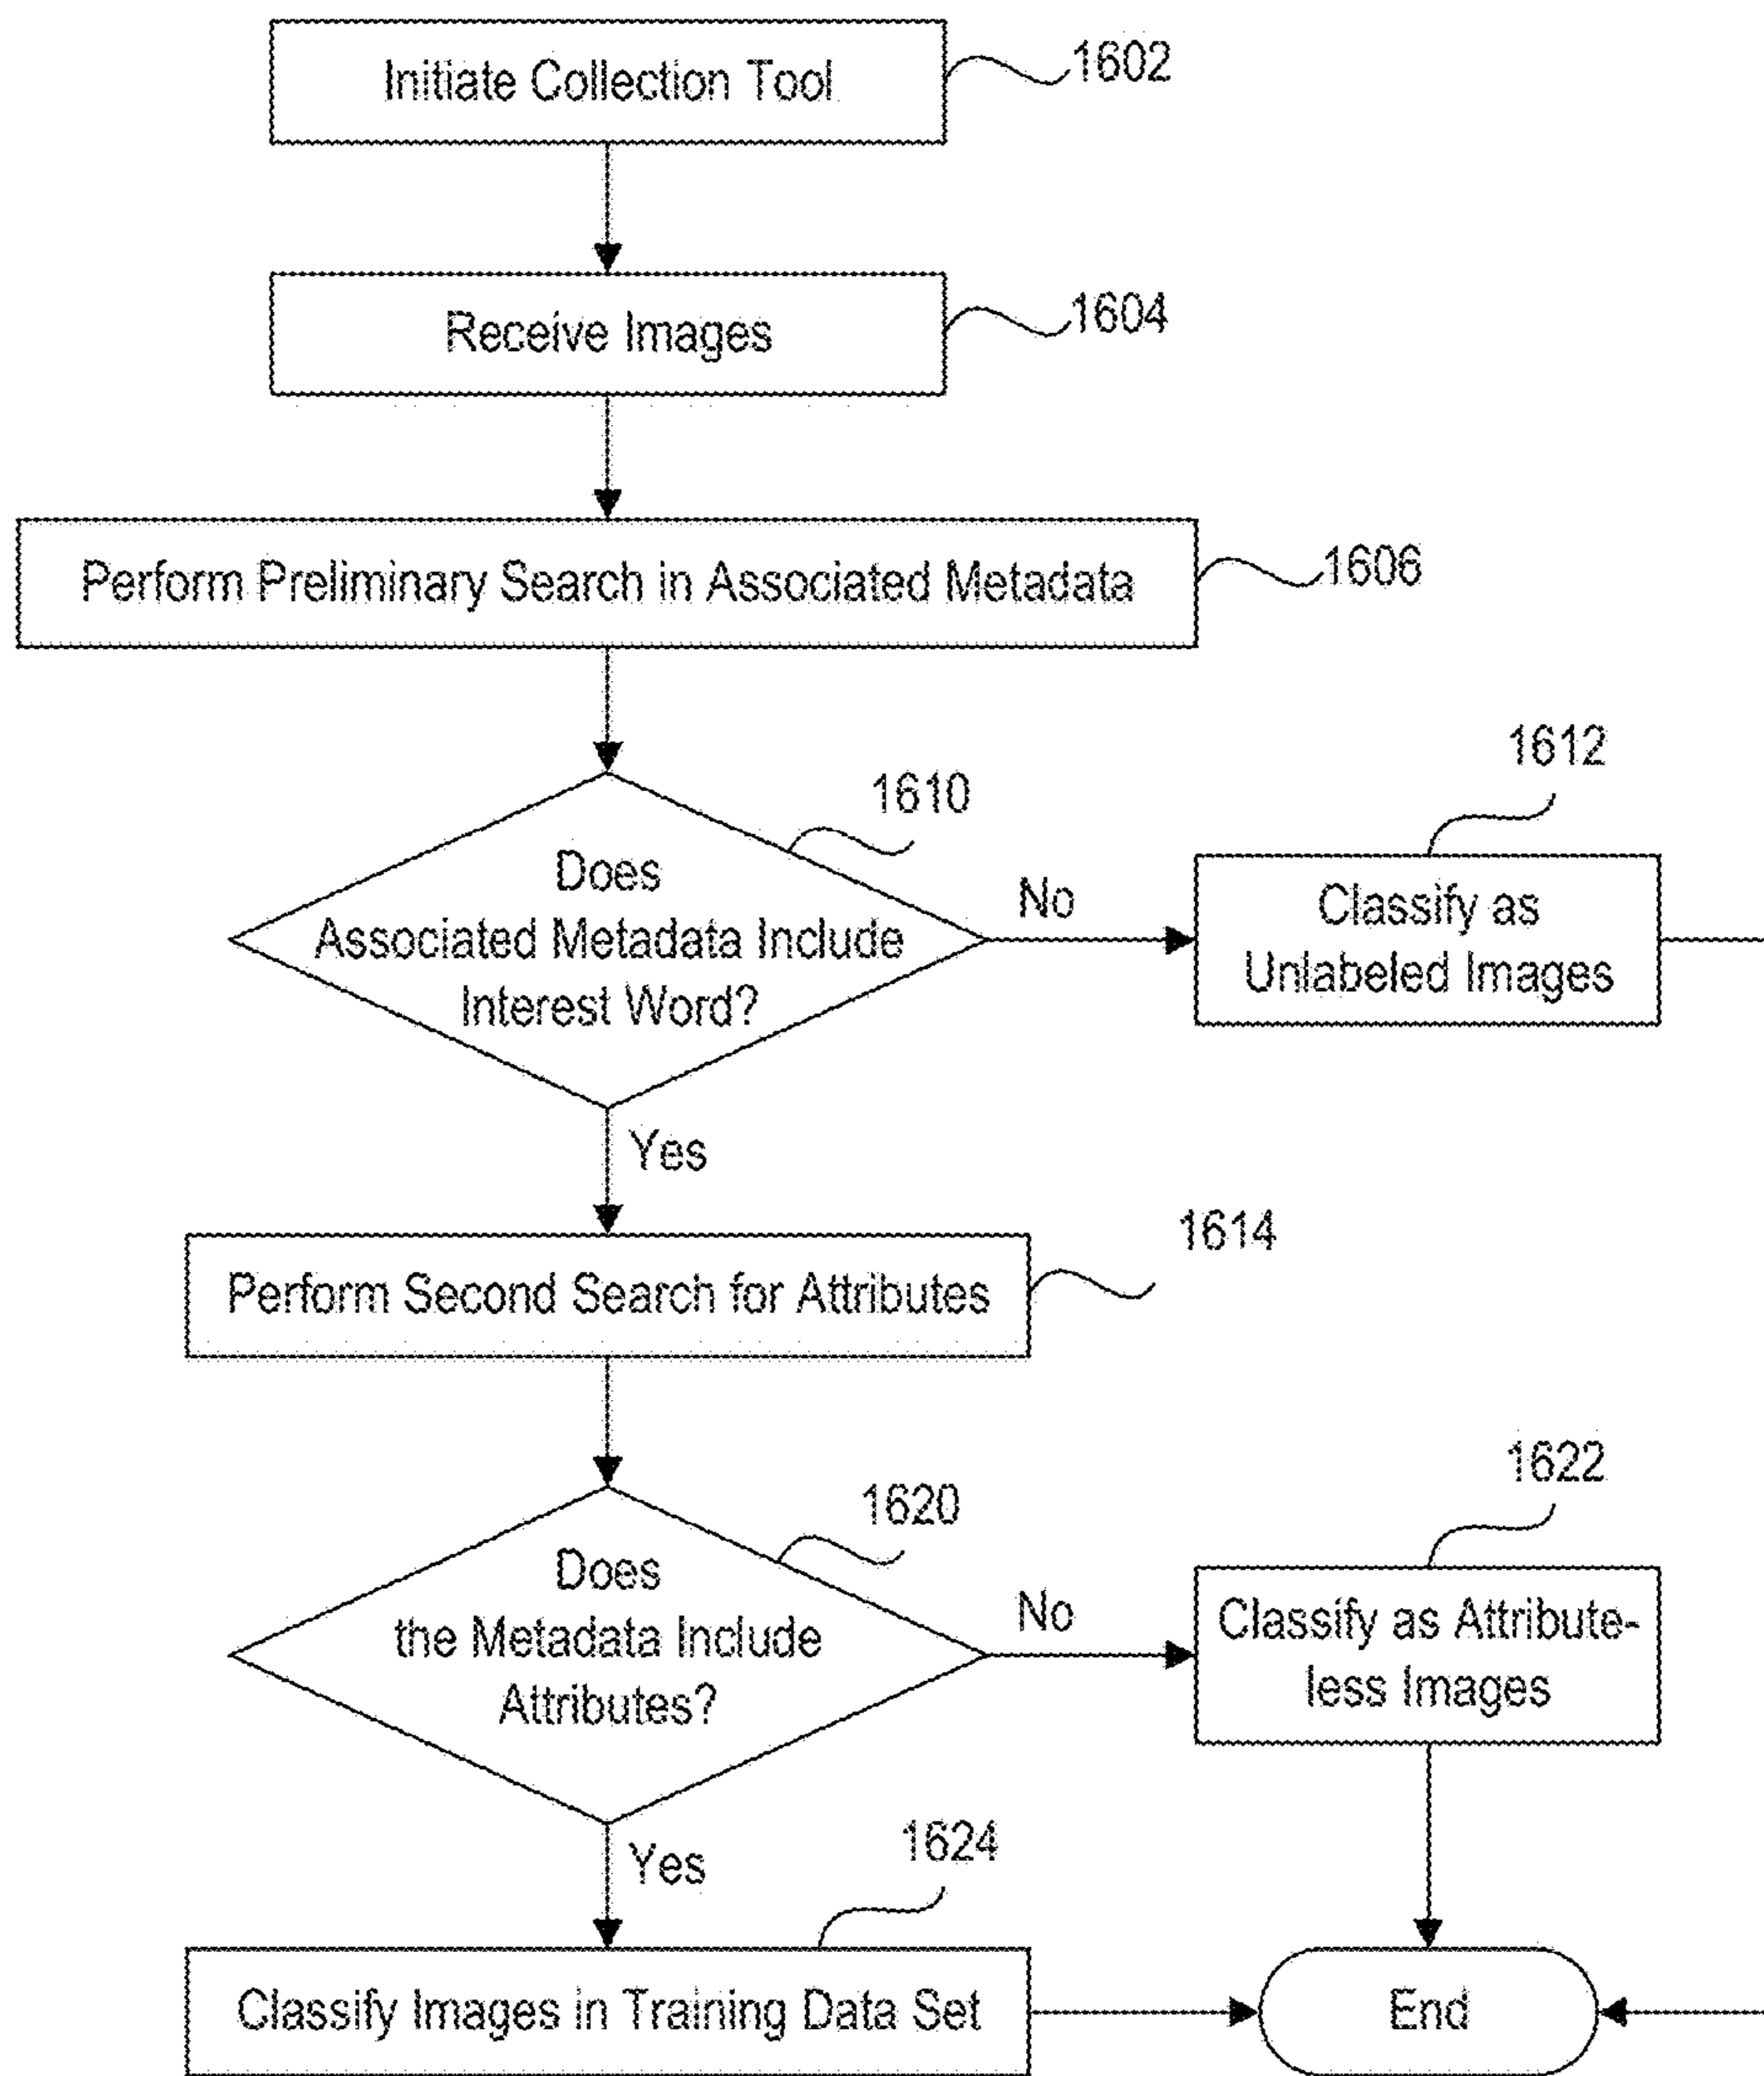 Initiate Collection Tool
1602
Receive Images
1604
Perform Preliminary Search in Associated Metadata
1606
1610
Does
Associated Metadata Include
Interest Word?
No
1612
Classify as
Unlabeled Images
Yes
1614
Perform Second Search for Attributes
1620
Does
the Metadata Include
Attributes?
No
1622
Classify as Attribute-
less Images
Yes
1624
Classify Images in Training Data Set
End